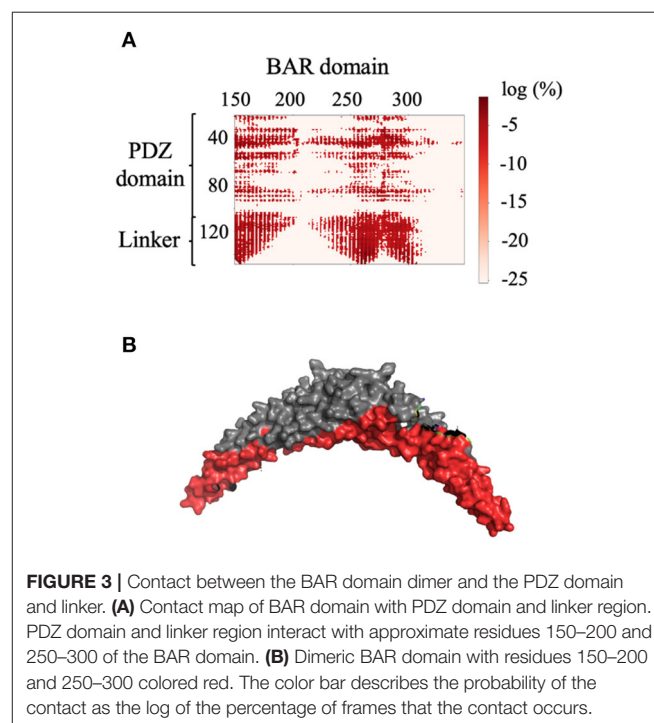 A
BAR domain
150 200 250 300
log (%)
PDZ
domain
Linker
40
80
120
-5
-10
-15
-20
-25
B
FIGURE 3 | Contact between the BAR domain dimer and the PDZ domain
and linker. (A) Contact map of BAR domain with PDZ domain and linker region.
PDZ domain and linker region interact with approximate residues 150–200 and
250–300 of the BAR domain. (B) Dimeric BAR domain with residues 150–200
and 250–300 colored red. The color bar describes the probability of the
contact as the log of the percentage of frames that the contact occurs.